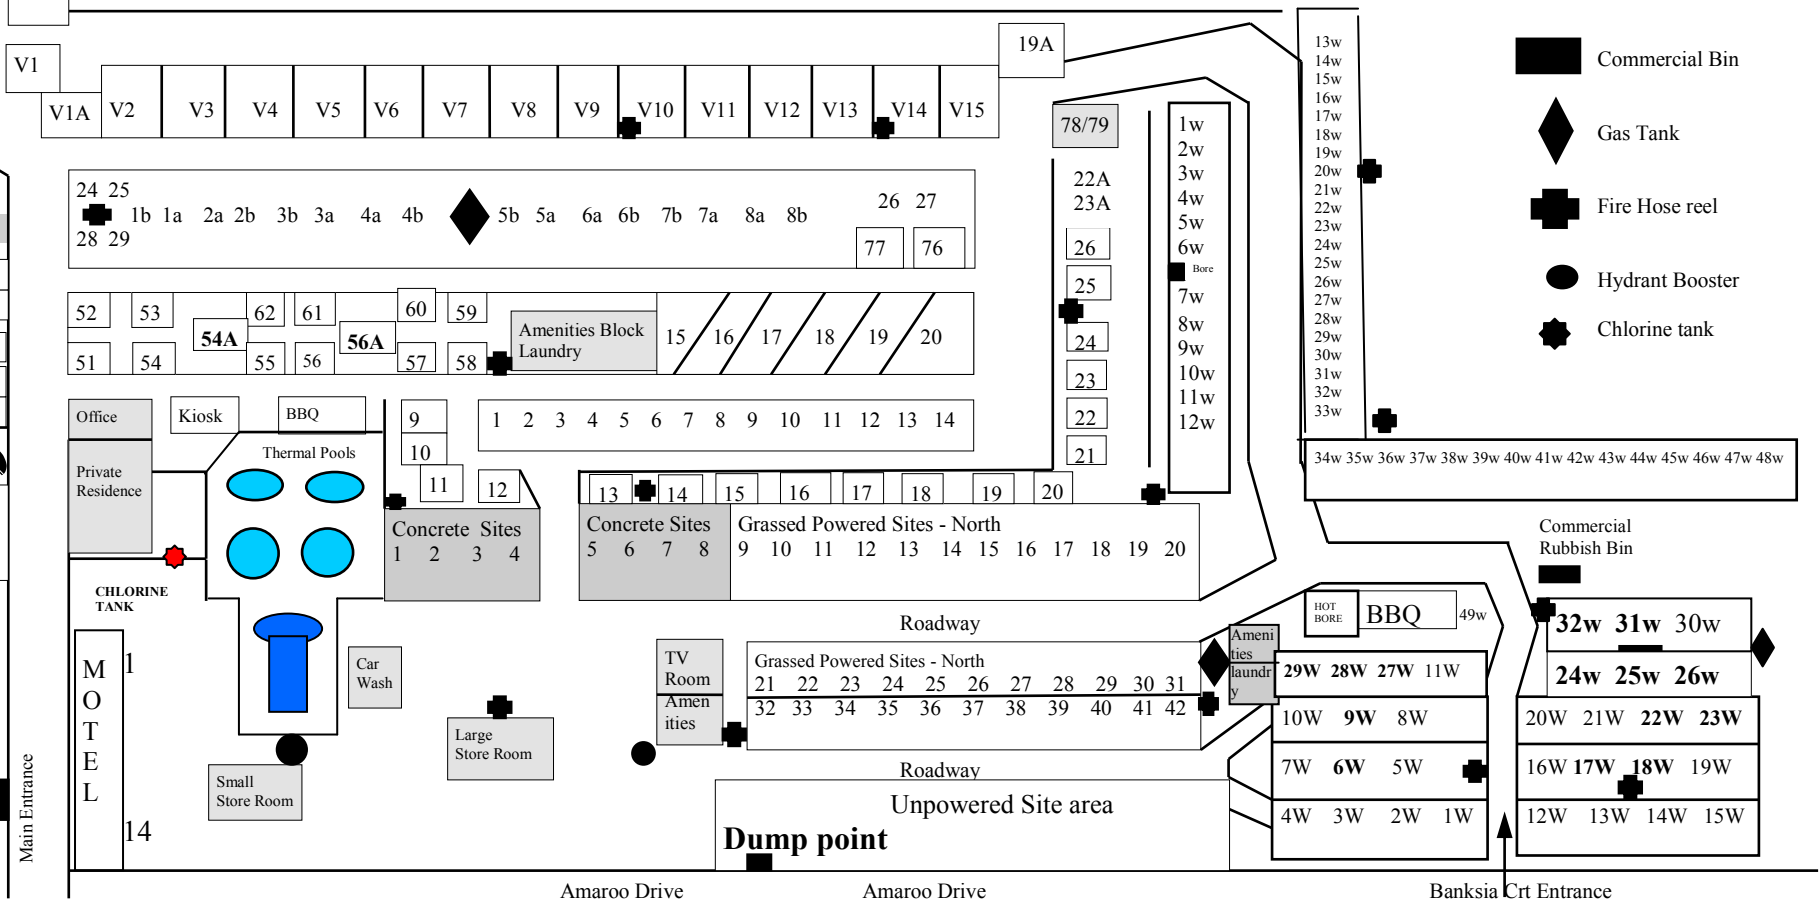 19A
V1
V1A V2 V3 V4 V5 V6 V7 V8 V9 V10 V11 V12 V13 V14 V15
24 25
1b 1a 2a 2b 3b 3a 4a 4b 5b 5a 6a 6b 7b 7a 8a 8b
28 29
26 27
77 76
52 53 62 61 60 59
54A 56A
51 54 55 56 57 58
Amenities Block
Laundry
15 16 17 18 19 20
Office
Kiosk
BBQ
Private
Residence
Thermal Pools
9
10
11
12
1 2 3 4 5 6 7 8 9 10 11 12 13 14
13 14 15 16 17 18 19 20
Concrete Sites
1 2 3 4
Concrete Sites
5 6 7 8
Grassed Powered Sites - North
9 10 11 12 13 14 15 16 17 18 19 20
78/79
22A
23A
26
25
24
23
22
21
1w
2w
3w
4w
5w
6w
Bore
7w
8w
9w
10w
11w
12w
13w
14w
15w
16w
17w
18w
19w
20w
21w
22w
23w
24w
25w
26w
27w
28w
29w
30w
31w
32w
33w
34w 35w 36w 37w 38w 39w 40w 41w 42w 43w 44w 45w 46w 47w 48w
Commercial Bin
Gas Tank
Fire Hose reel
Hydrant Booster
Chlorine tank
CHLORINE
TANK
MOTEL
1
14
Main Entrance
Car
Wash
Small
Store Room
Large
Store Room
TV
Room
Amen
ities
Roadway
Grassed Powered Sites - North
21 22 23 24 25 26 27 28 29 30 31
32 33 34 35 36 37 38 39 40 41 42
Roadway
Unpowered Site area
Dump point
Ameni
ties
laundr
y
HOT
BORE
BBQ
49w
29W 28W 27W 11W
10W 9W 8W
7W 6W 5W
4W 3W 2W 1W
Commercial
Rubbish Bin
32w 31w 30w
24w 25w 26w
20W 21W 22W 23W
16W 17W 18W 19W
12W 13W 14W 15W
Amaroo Drive
Amaroo Drive
Banksia Crt Entrance